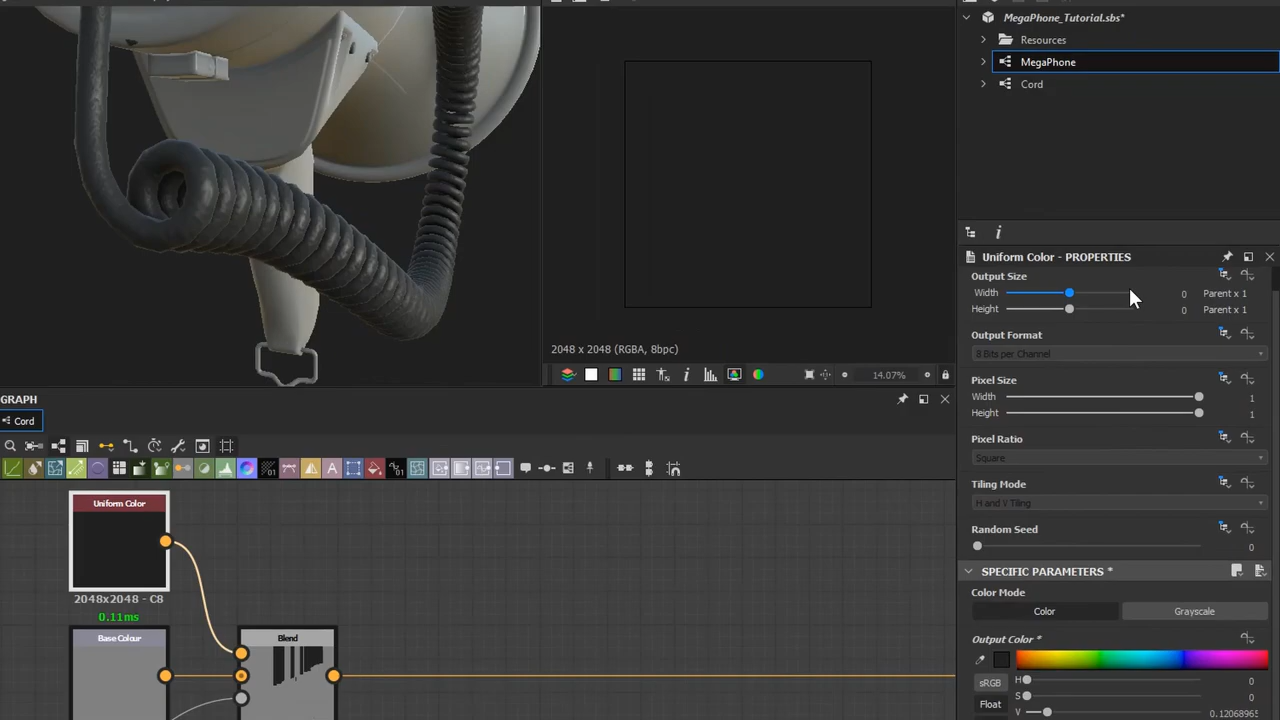 MegaPhone_Tutorial.sbs*
Resources
MegaPhone
Cord
Uniform Color - PROPERTIES
Output Size
Width 0 Parent x 1
Height 0 Parent x 1
Output Format
8 Bits per Channel
Pixel Size
Width 1
Height 1
Pixel Ratio
Square
Tiling Mode
H and V Tiling
Random Seed
0
SPECIFIC PARAMETERS *
Color Mode
Color Grayscale
Output Color *
sRGB H 0
S 0
Float V 0.12068965
2048 x 2048 (RGBA, 8bpc)
14.07%
GRAPH
Cord
Uniform Color
2048x2048 - C8
0.11ms
Base Colour
Blend